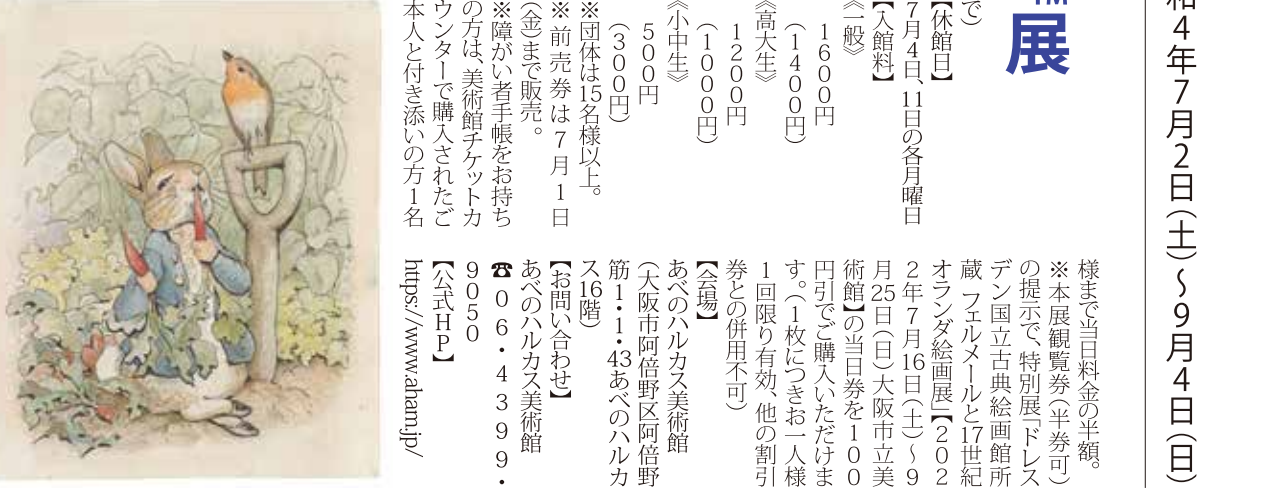 和4年7月2日(土)~9月4日(日)
展
で)
【休館日】
7月4日、11日の各月曜日
【入館料】
《一般》
1600円
(1400円)
《高大生》
1200円
(1000円)
《小中生》
500円
(300円)
※団体は15名様以上。
※前売券は7月1日
(金)まで販売。
※障がい者手帳をお持ち
の方は、美術館チケットカ
ウンターで購入されたご
本人と付き添いの方1名
様まで当日料金の半額。
※本展観覧券(半券可)
の提示で、特別展「ドレス
デン国立古典絵画館所
蔵 フェルメールと17世紀
オランダ絵画展」【202
2年7月16日(土)~9
月25日(日)大阪市立美
術館】の当日券を100
円引でご購入いただけま
す。(1枚につきお一人様
1回限り有効、他の割引
券との併用不可)
【会場】
あべのハルカス美術館
(大阪市阿倍野区阿倍野
筋1・1・43あべのハルカ
ス16階)
【お問い合わせ】
あべのハルカス美術館
☎06・4399・
9050
【公式HP】
https://www.aham.jp/